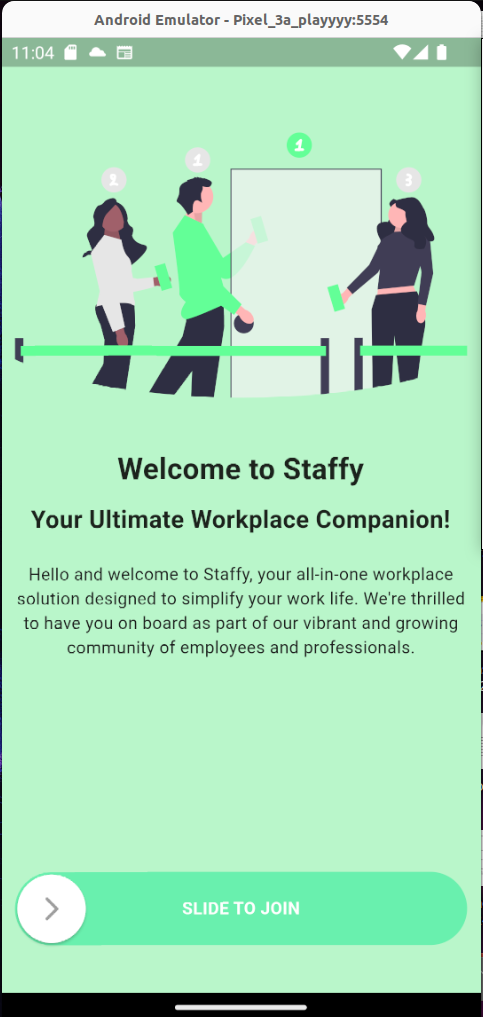 Android Emulator - Pixel_3a_playyyy:5554
11:04
1
1
2
3
Welcome to Staffy
Your Ultimate Workplace Companion!
Hello and welcome to Staffy, your all-in-one workplace
solution designed to simplify your work life. We're thrilled
to have you on board as part of our vibrant and growing
community of employees and professionals.
SLIDE TO JOIN